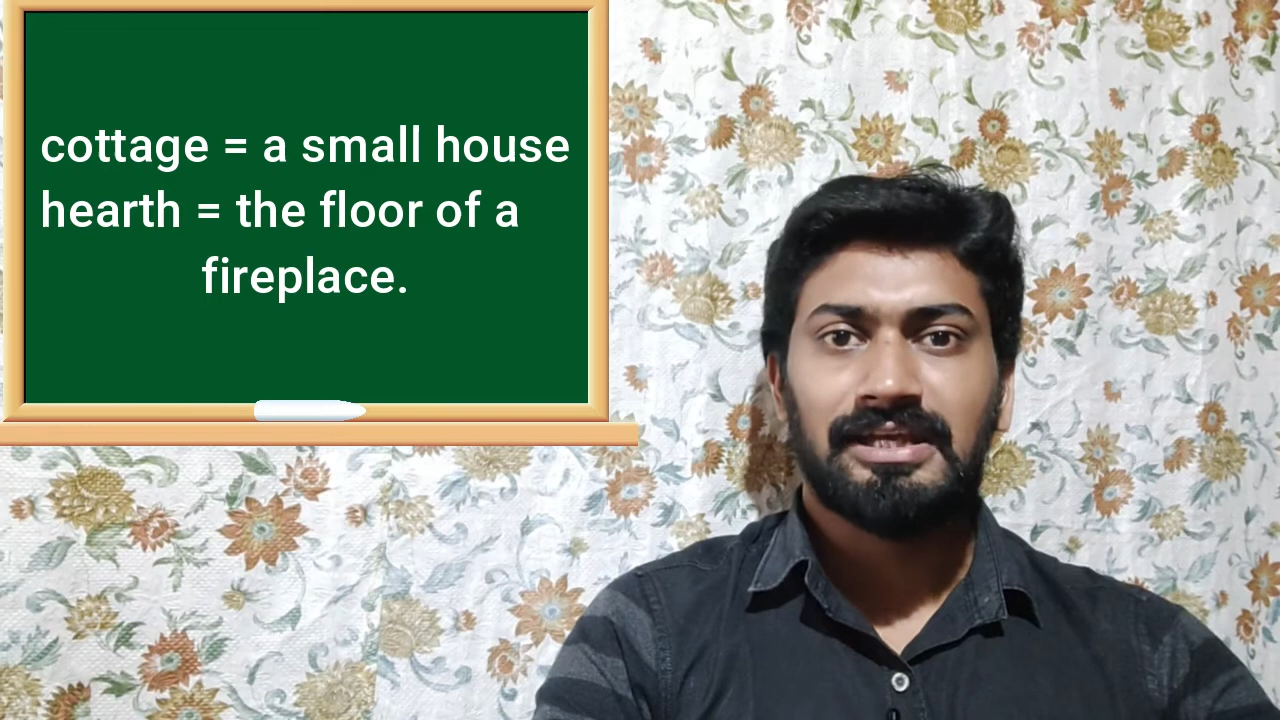 cottage = a small house
hearth = the floor of a
fireplace.